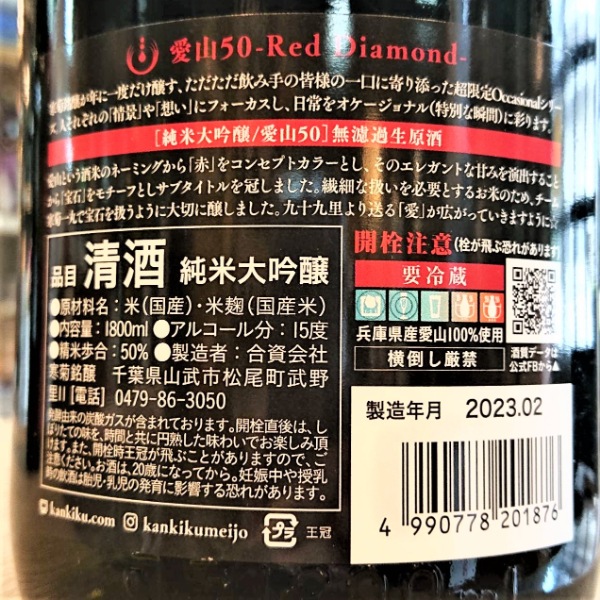 愛山50-Red Diamond-
寒菊銘醸が年に一度だけ醸す、ただただ飲み手の皆様の一口に寄り添った超限定Occasionalシリー
ズ。人それぞれの「情景」や「想い」にフォーカスし、日常をオケージョナル(特別な瞬間)に彩ります。
[純米大吟醸/愛山50]無濾過生原酒
愛山という酒米のネーミングから「赤」をコンセプトカラーとし、そのエレガントな甘みを演出すること
から「宝石」をモチーフとしサブタイトルを冠しました。繊細な扱いを必要とするお米のため、チーム
寒菊一丸で宝石を扱うように大切に醸しました。九十九里より送る「愛」が広がっていきますように☆
品目 清酒 純米大吟醸
●原材料名:米(国産)・米麹(国産米)
●内容量:1800ml ●アルコール分:15度
●精米歩合:50% ●製造者:合資会社
寒菊銘醸 千葉県山武市松尾町武野
里11 [電話] 0479-86-3050
発酵由来の炭酸ガスが含まれております。開栓直後は、し
ぼりたての味を、時間と共に円熟した味わいでお楽しみ頂
けます。また、開栓時王冠が飛ぶことがありますので、ご
注意ください。お酒は、20歳になってから。妊娠中や授乳
期の飲酒は胎児・乳児の発育に影響する恐れがあります。
kankiku.com kankikumeijo プラ 王冠
開栓注意(栓が飛ぶ恐れがあります)
要冷蔵
兵庫県産愛山100%使用
横倒し厳禁
酒質データは
公式FBから▲
製造年月 2023.02
4 990778 201876